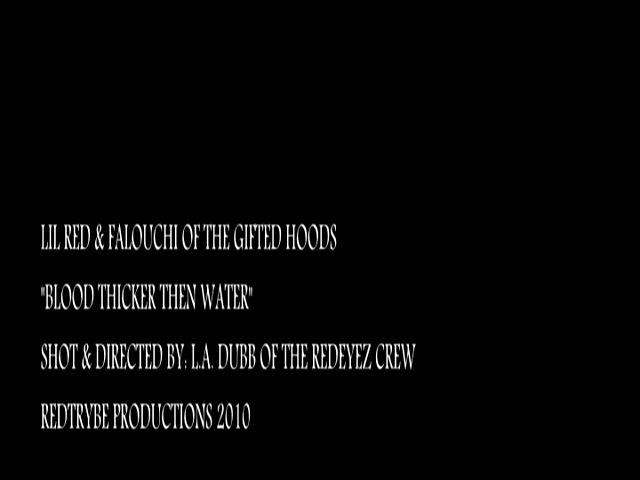 LIL RED & FALOUCHI OF THE GIFTED HOODS
"BLOOD THICKER THEN WATER"
SHOT & DIRECTED BY: L.A. DUBB OF THE REDEYEZ CREW
REDTRYBE PRODUCTIONS 2010